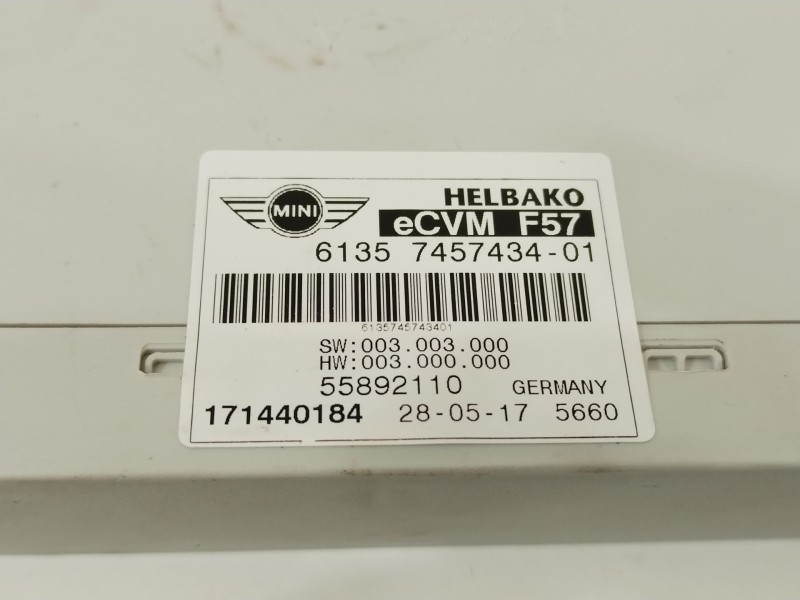 MINI
HELBAKO
eCVM F57
6135 7457434-01
6135745743401
SW:003.003.000
HW:003.000.000
55892110 GERMANY
171440184 28-05-17 5660